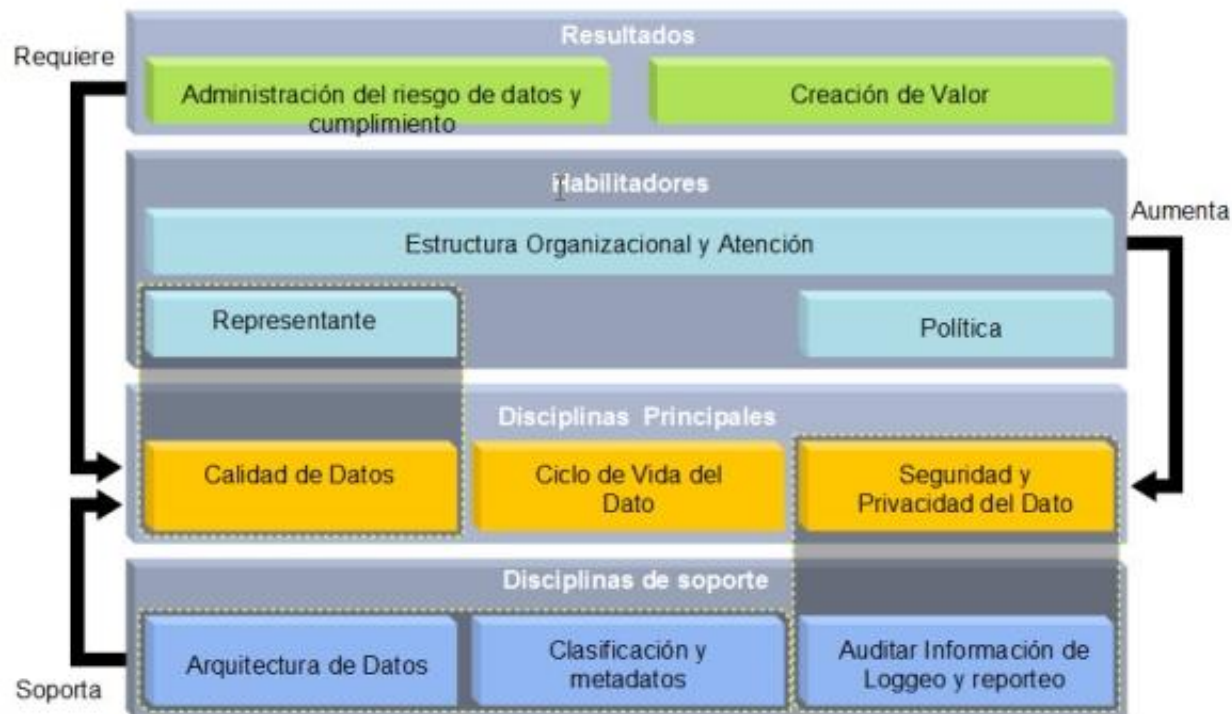 Resultados
Requiere
Administración del riesgo de datos y
cumplimiento
Creación de Valor
Habilitadores
Aumenta
Estructura Organizacional y Atención
Representante
Política
Disciplinas Principales
Calidad de Datos
Ciclo de Vida del
Dato
Seguridad y
Privacidad del Dato
Disciplinas de soporte
Arquitectura de Datos
Clasificación y
metadatos
Auditar Información de
Loggeo y reporteo
Soporta